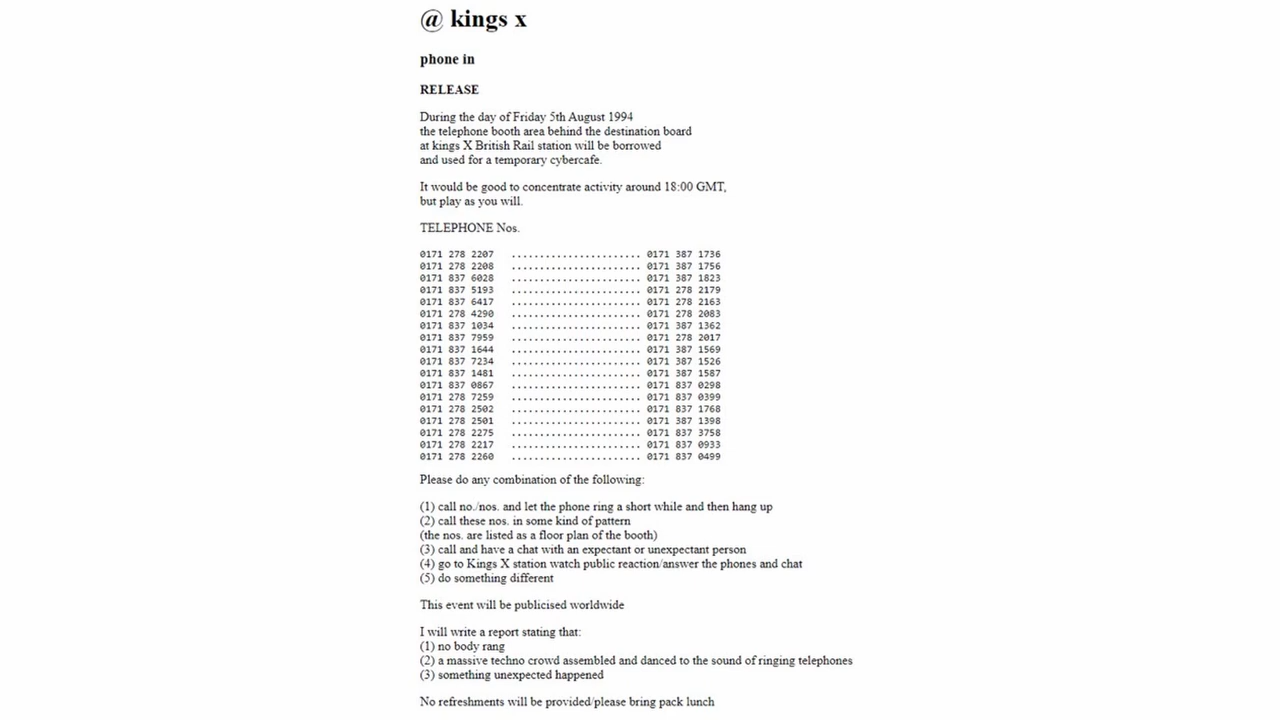 @ kings x
phone in
RELEASE
During the day of Friday 5th August 1994
the telephone booth area behind the destination board
at kings X British Rail station will be borrowed
and used for a temporary cybercafe.
It would be good to concentrate activity around 18:00 GMT,
but play as you will.
TELEPHONE Nos.
0171 278 2207 ....................... 0171 387 1736
0171 278 2208 ....................... 0171 387 1756
0171 837 6028 ....................... 0171 387 1823
0171 837 5193 ....................... 0171 278 2179
0171 837 6417 ....................... 0171 278 2163
0171 278 4290 ....................... 0171 278 2083
0171 837 1034 ....................... 0171 387 1362
0171 837 7959 ....................... 0171 278 2017
0171 837 1644 ....................... 0171 387 1569
0171 837 7234 ....................... 0171 387 1526
0171 837 1481 ....................... 0171 387 1587
0171 837 0867 ....................... 0171 837 0298
0171 278 7259 ....................... 0171 837 0399
0171 278 2502 ....................... 0171 837 1768
0171 278 2501 ....................... 0171 387 1398
0171 278 2275 ....................... 0171 837 3758
0171 278 2217 ....................... 0171 837 0933
0171 278 2260 ....................... 0171 837 0499
Please do any combination of the following:
(1) call no./nos. and let the phone ring a short while and then hang up
(2) call these nos. in some kind of pattern
(the nos. are listed as a floor plan of the booth)
(3) call and have a chat with an expectant or unexpectant person
(4) go to Kings X station watch public reaction/answer the phones and chat
(5) do something different
This event will be publicised worldwide
I will write a report stating that:
(1) no body rang
(2) a massive techno crowd assembled and danced to the sound of ringing telephones
(3) something unexpected happened
No refreshments will be provided/please bring pack lunch